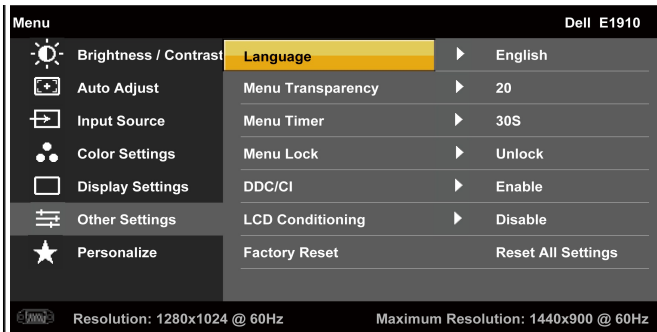 Menu Dell E1910
Brightness / Contrast Language English
Auto Adjust Menu Transparency 20
Input Source Menu Timer 30S
Color Settings Menu Lock Unlock
Display Settings DDC/CI Enable
Other Settings LCD Conditioning Disable
Personalize Factory Reset Reset All Settings
Resolution: 1280x1024 @ 60Hz Maximum Resolution: 1440x900 @ 60Hz